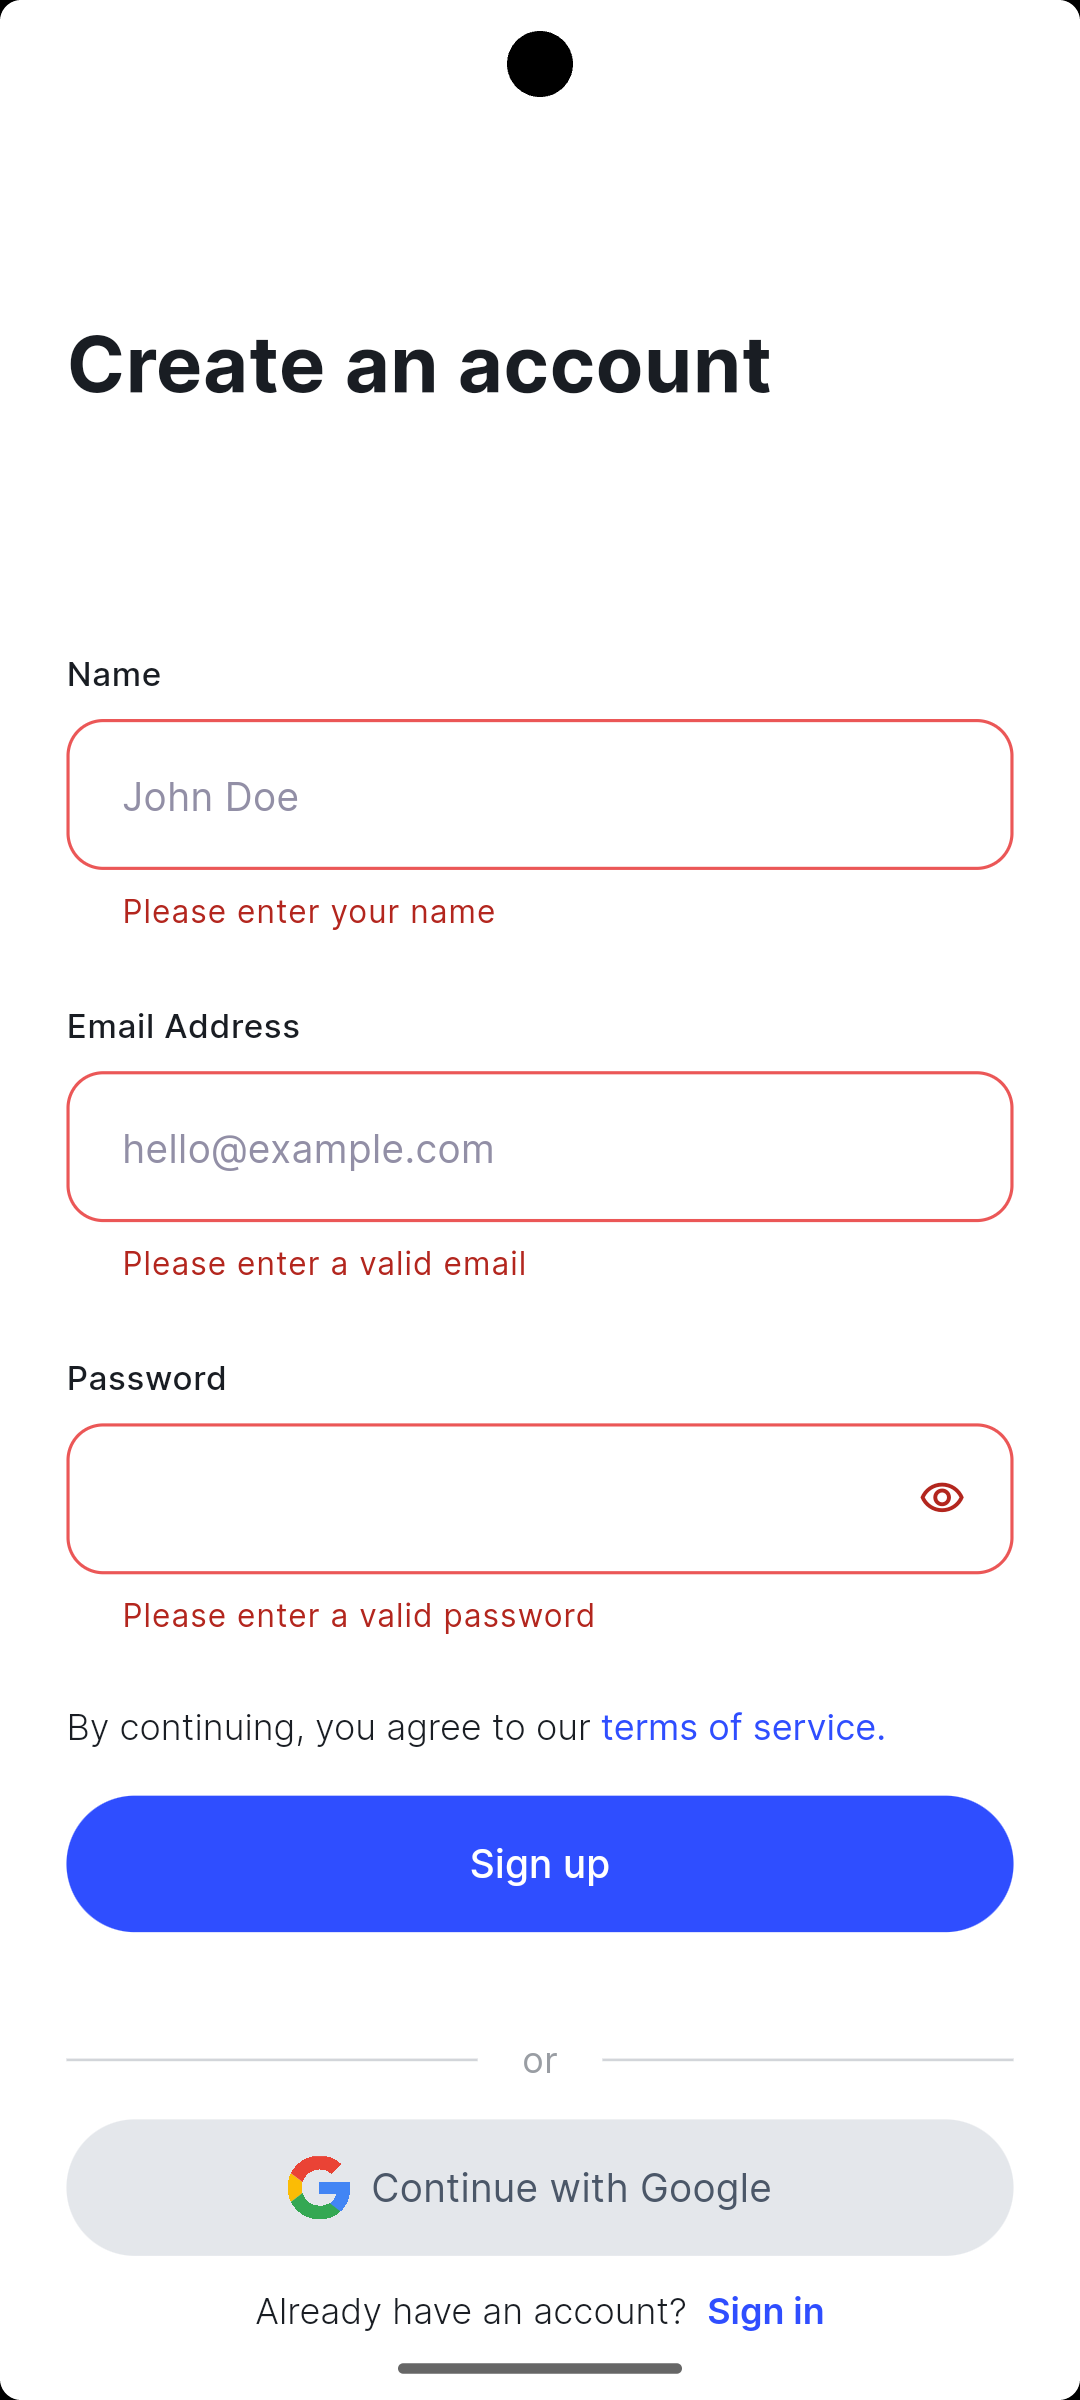 Create an account
Name
John Doe
Please enter your name
Email Address
hello@example.com
Please enter a valid email
Password
Please enter a valid password
By continuing, you agree to our terms of service.
Sign up
or
Continue with Google
Already have an account? Sign in